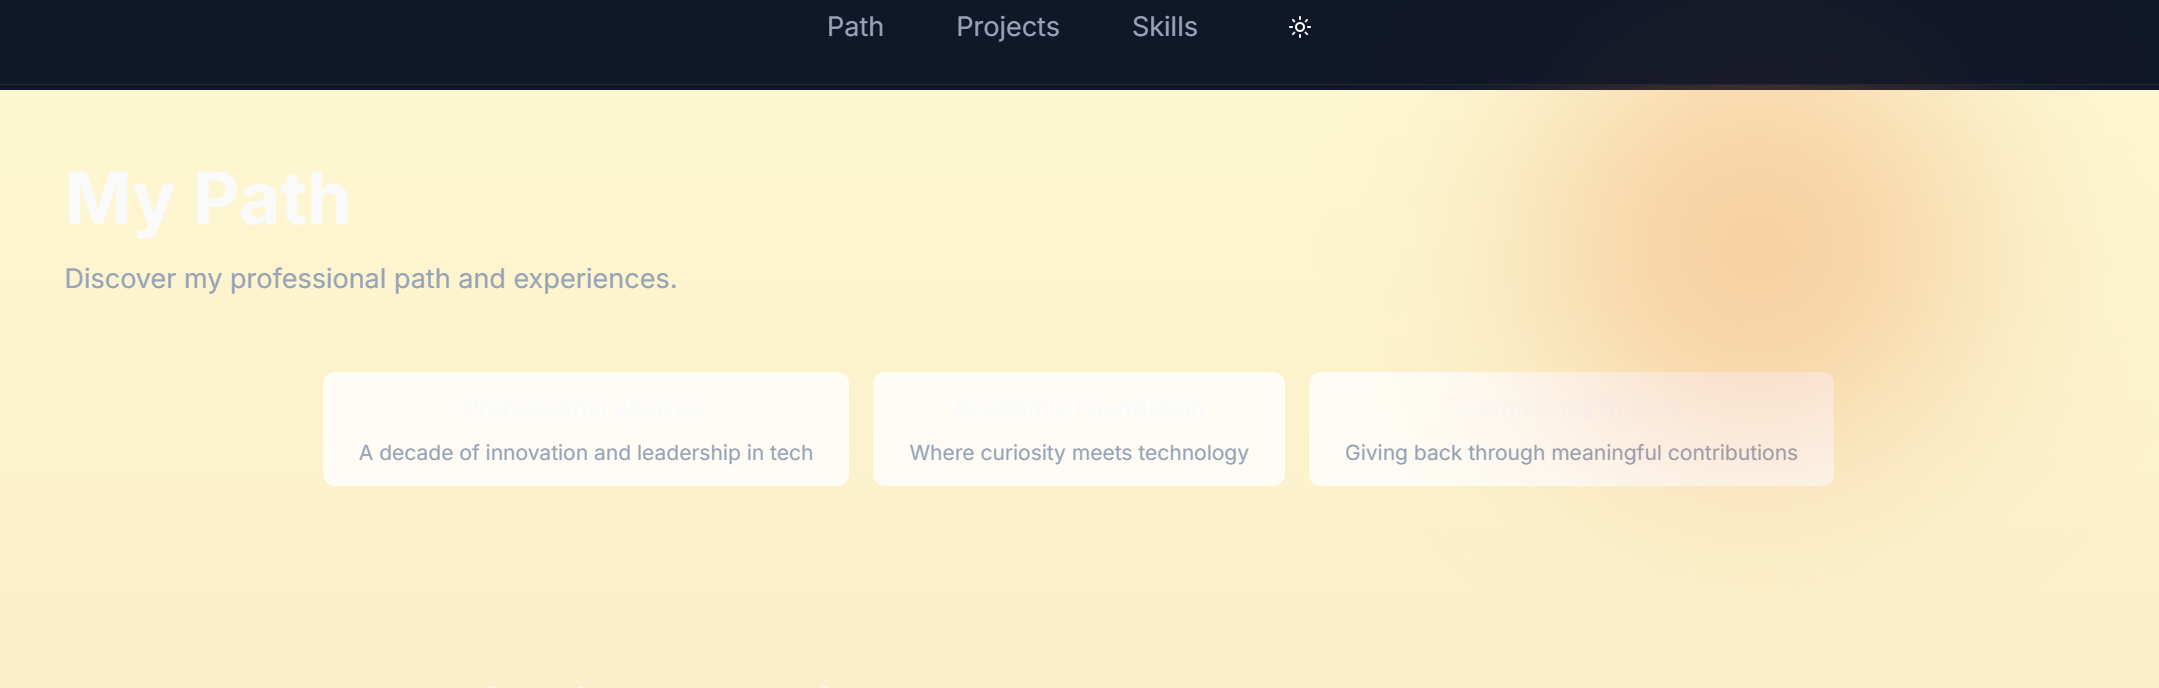 Path Projects Skills
My Path
Discover my professional path and experiences.
Professional Journey Academic Foundation Community Impact
A decade of innovation and leadership in tech Where curiosity meets technology Giving back through meaningful contributions